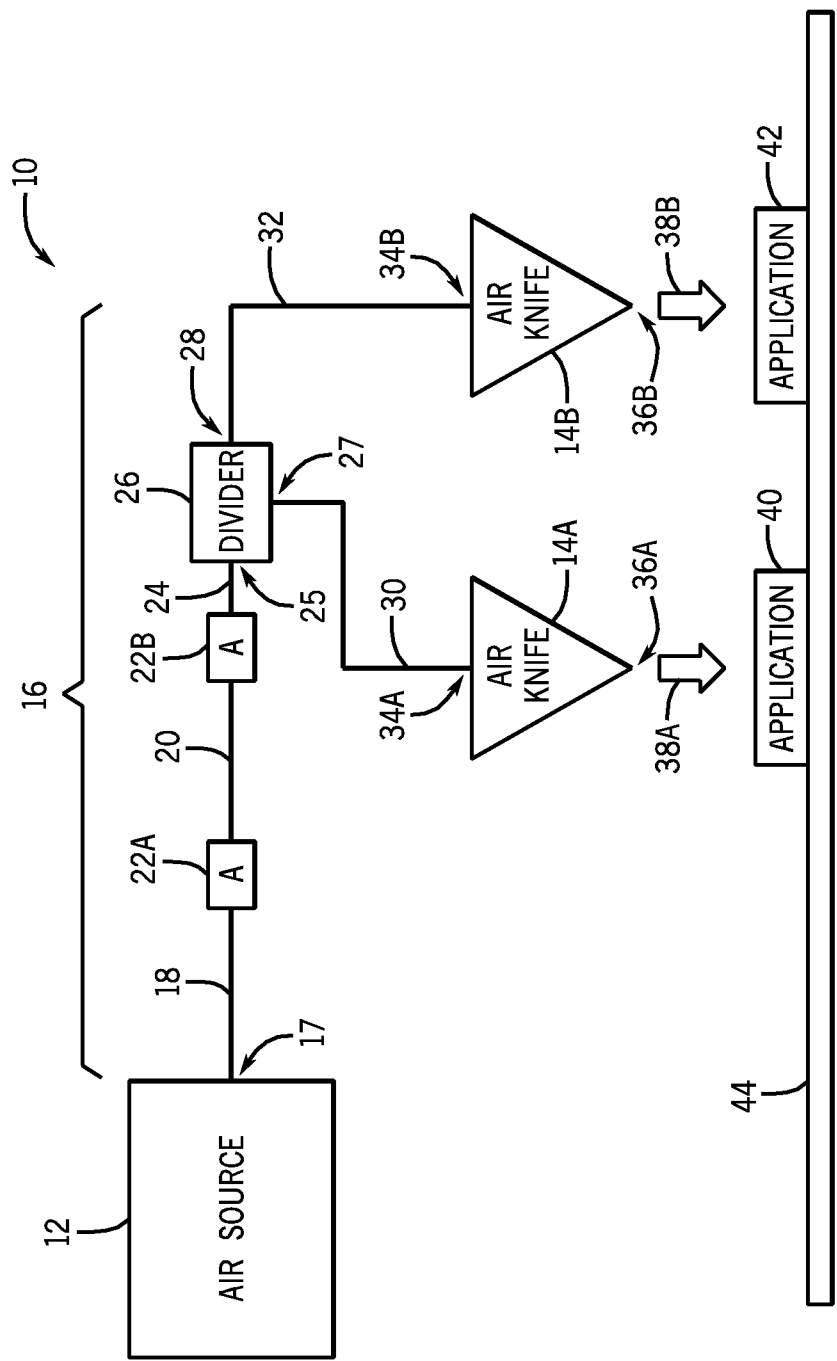 10
16
12
AIR SOURCE
17
18
22A
A
20
22B
A
24
25
26
DIVIDER
27
28
30
32
34A
AIR
KNIFE
14A
36A
38A
34B
AIR
KNIFE
14B
36B
38B
APPLICATION
40
APPLICATION
42
44